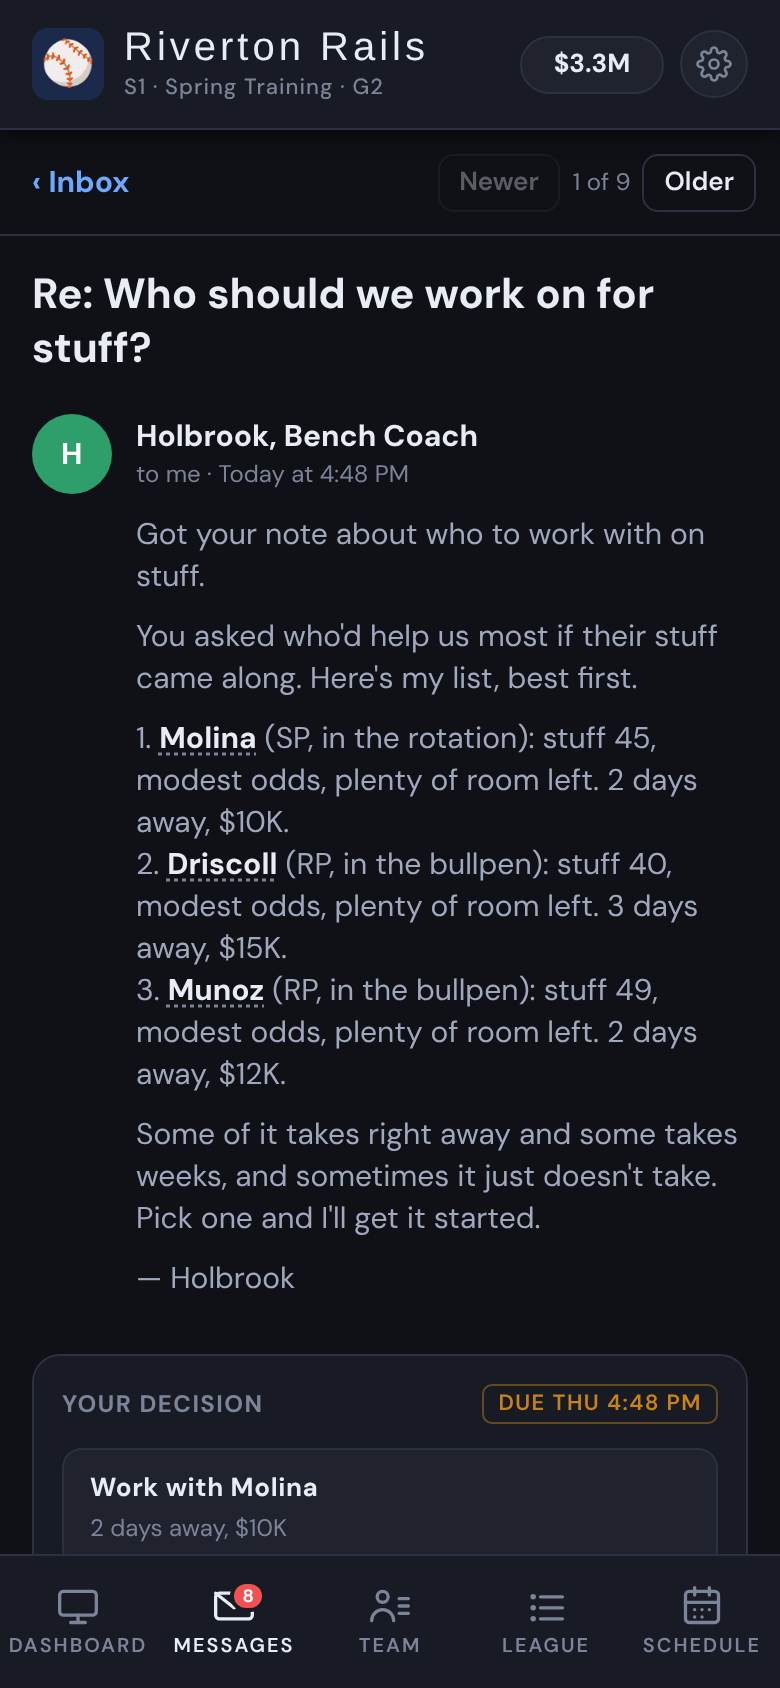 Riverton Rails
S1 · Spring Training · G2
$3.3M
‹ Inbox
Newer
1 of 9
Older
Re: Who should we work on for
stuff?
H
Holbrook, Bench Coach
to me · Today at 4:48 PM
Got your note about who to work with on
stuff.
You asked who'd help us most if their stuff
came along. Here's my list, best first.
1. Molina (SP, in the rotation): stuff 45,
modest odds, plenty of room left. 2 days
away, $10K.
2. Driscoll (RP, in the bullpen): stuff 40,
modest odds, plenty of room left. 3 days
away, $15K.
3. Munoz (RP, in the bullpen): stuff 49,
modest odds, plenty of room left. 2 days
away, $12K.
Some of it takes right away and some takes
weeks, and sometimes it just doesn't take.
Pick one and I'll get it started.
— Holbrook
YOUR DECISION
DUE THU 4:48 PM
Work with Molina
2 days away, $10K
8
DASHBOARD
MESSAGES
TEAM
LEAGUE
SCHEDULE